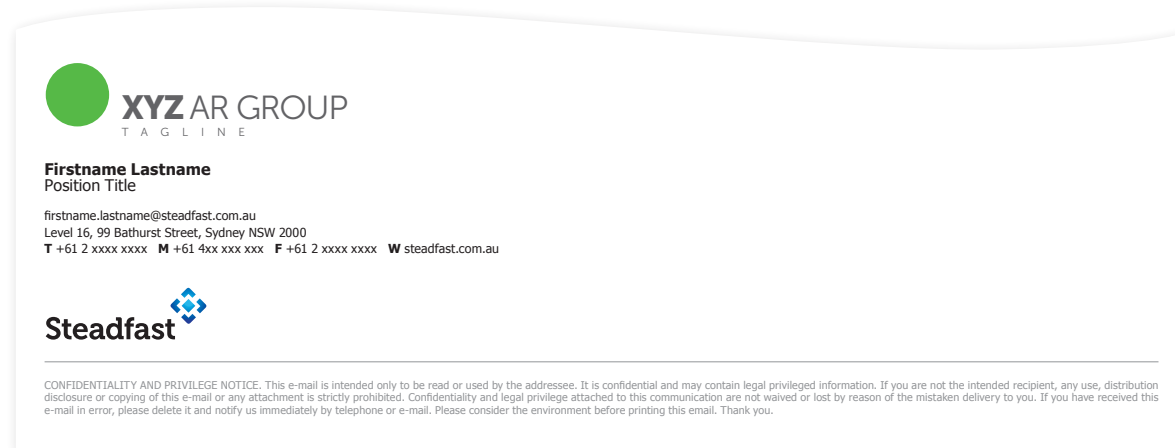 XYZ AR GROUP
TAGLINE
Firstname Lastname
Position Title
firstname.lastname@steadfast.com.au
Level 16, 99 Bathurst Street, Sydney NSW 2000
T +61 2 xxxx xxxx M +61 4xx xxx xxx F +61 2 xxxx xxxx W steadfast.com.au
Steadfast
CONFIDENTIALITY AND PRIVILEGE NOTICE. This e-mail is intended only to be read or used by the addressee. It is confidential and may contain legal privileged information. If you are not the intended recipient, any use, distribution
disclosure or copying of this e-mail or any attachment is strictly prohibited. Confidentiality and legal privilege attached to this communication are not waived or lost by reason of the mistaken delivery to you. If you have received this
e-mail in error, please delete it and notify us immediately by telephone or e-mail. Please consider the environment before printing this email. Thank you.